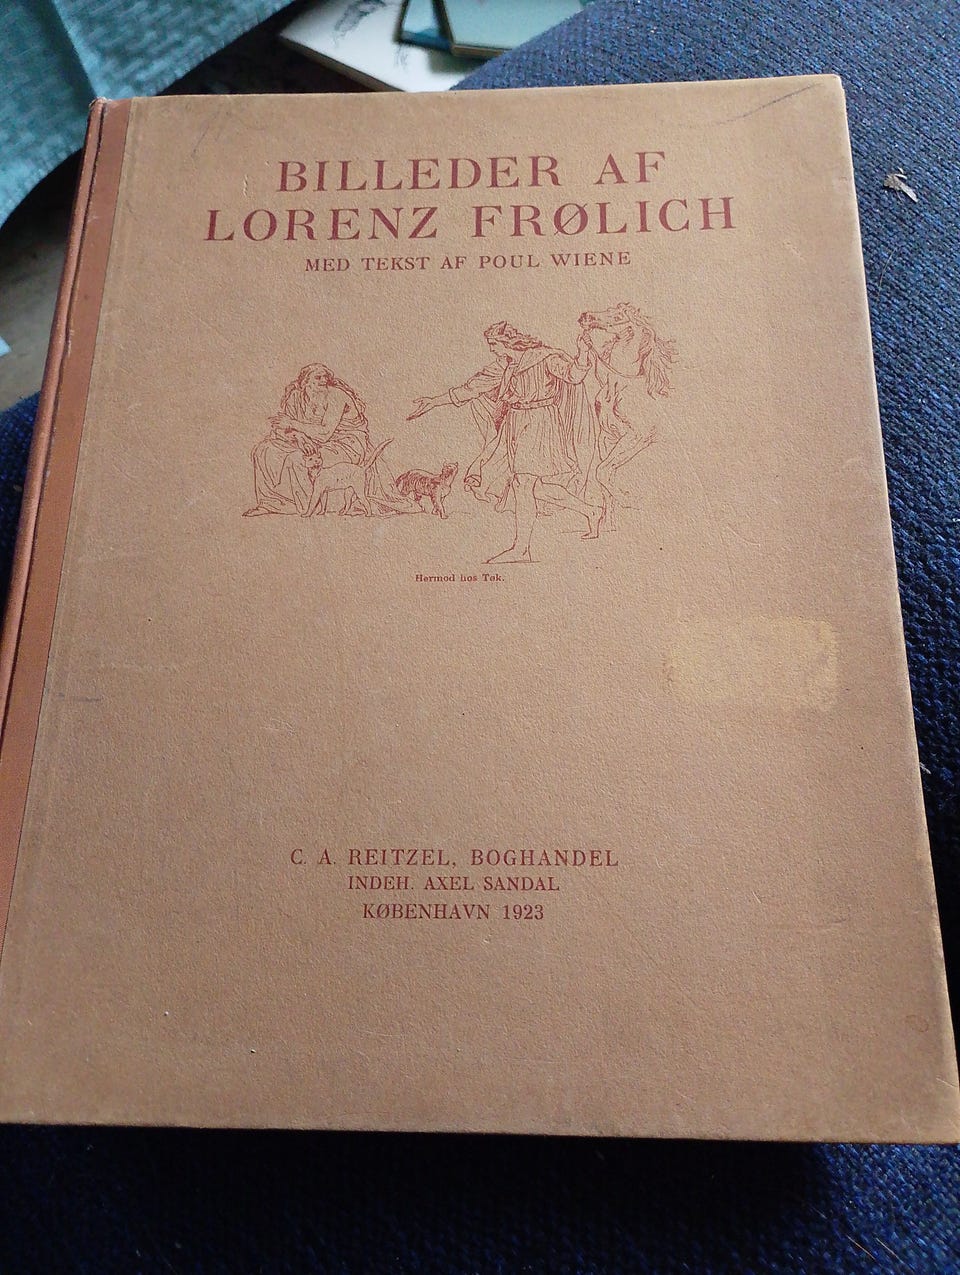 BILLEDER AF
LORENZ FRØLICH
MED TEKST AF POUL WIENE
Hermod hos Tøk.
C. A. REITZEL, BOGHANDEL
INDEH. AXEL SANDAL
KØBENHAVN 1923